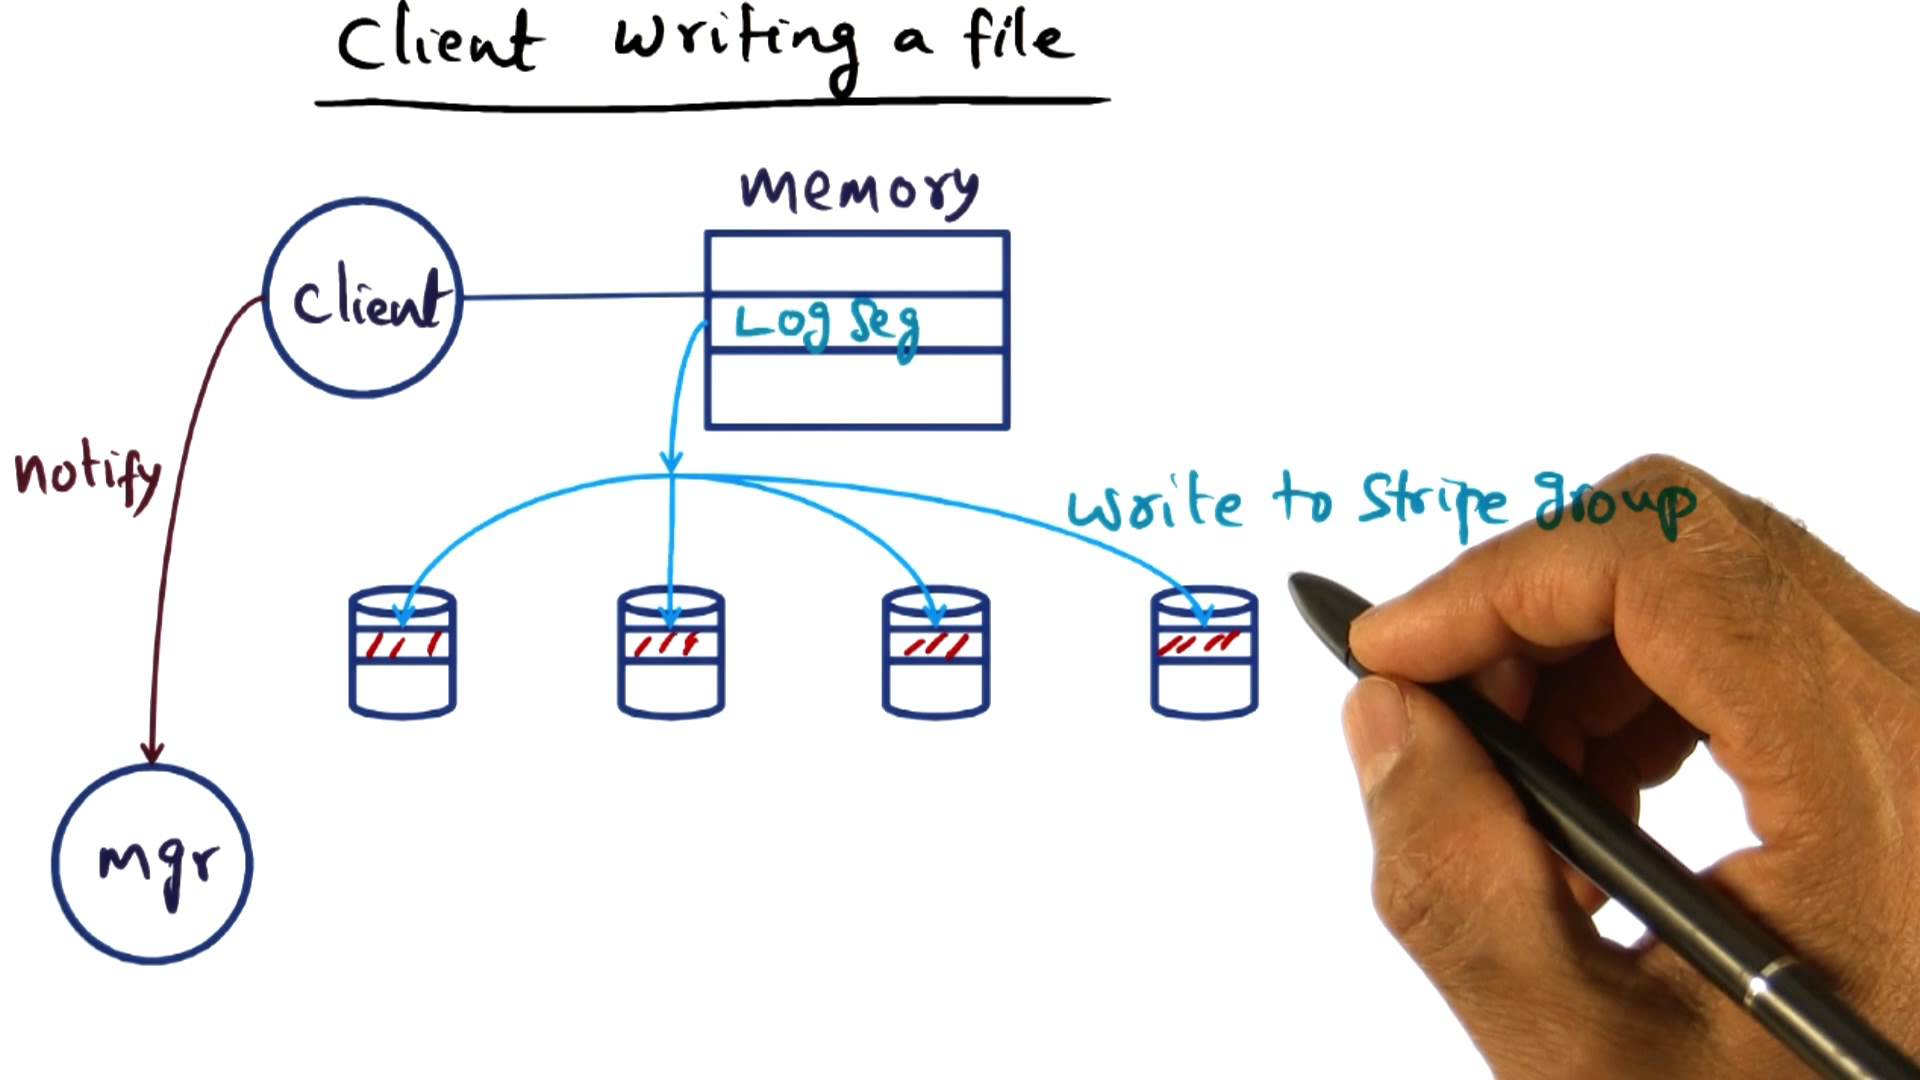 Client writing a file
memory
Client
Log Seg
notify
write to stripe group
mgr